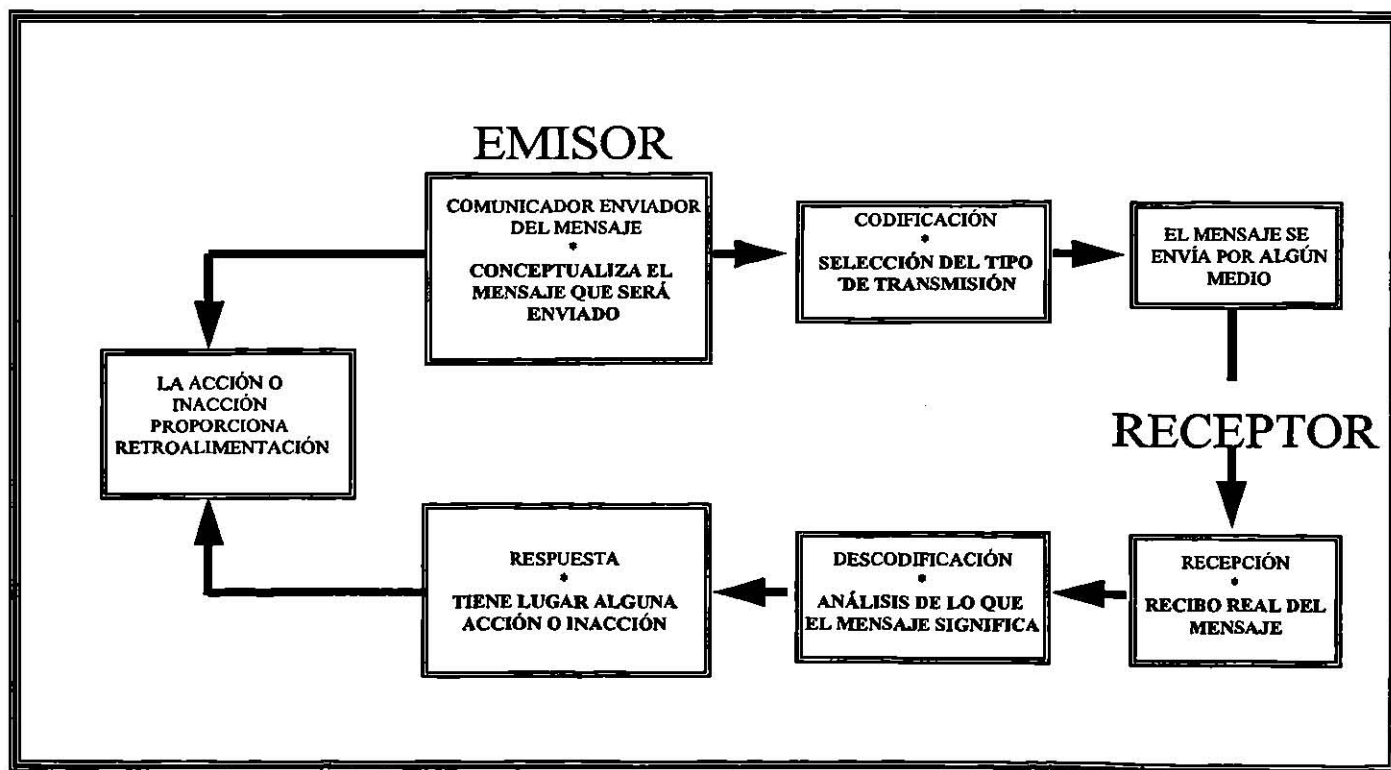 EMISOR
COMUNICADOR ENVIADOR
DEL MENSAJE
*
CONCEPTUALIZA EL
MENSAJE QUE SERÁ
ENVIADO
CODIFICACIÓN
*
SELECCIÓN DEL TIPO
DE TRANSMISIÓN
EL MENSAJE SE
ENVÍA POR ALGÚN
MEDIO
LA ACCIÓN O
INACCIÓN
PROPORCIONA
RETROALIMENTACIÓN
RECEPTOR
RESPUESTA
*
TIENE LUGAR ALGUNA
ACCIÓN O INACCIÓN
DESCODIFICACIÓN
*
ANÁLISIS DE LO QUE
EL MENSAJE SIGNIFICA
RECEPCIÓN
*
RECIBO REAL DEL
MENSAJE